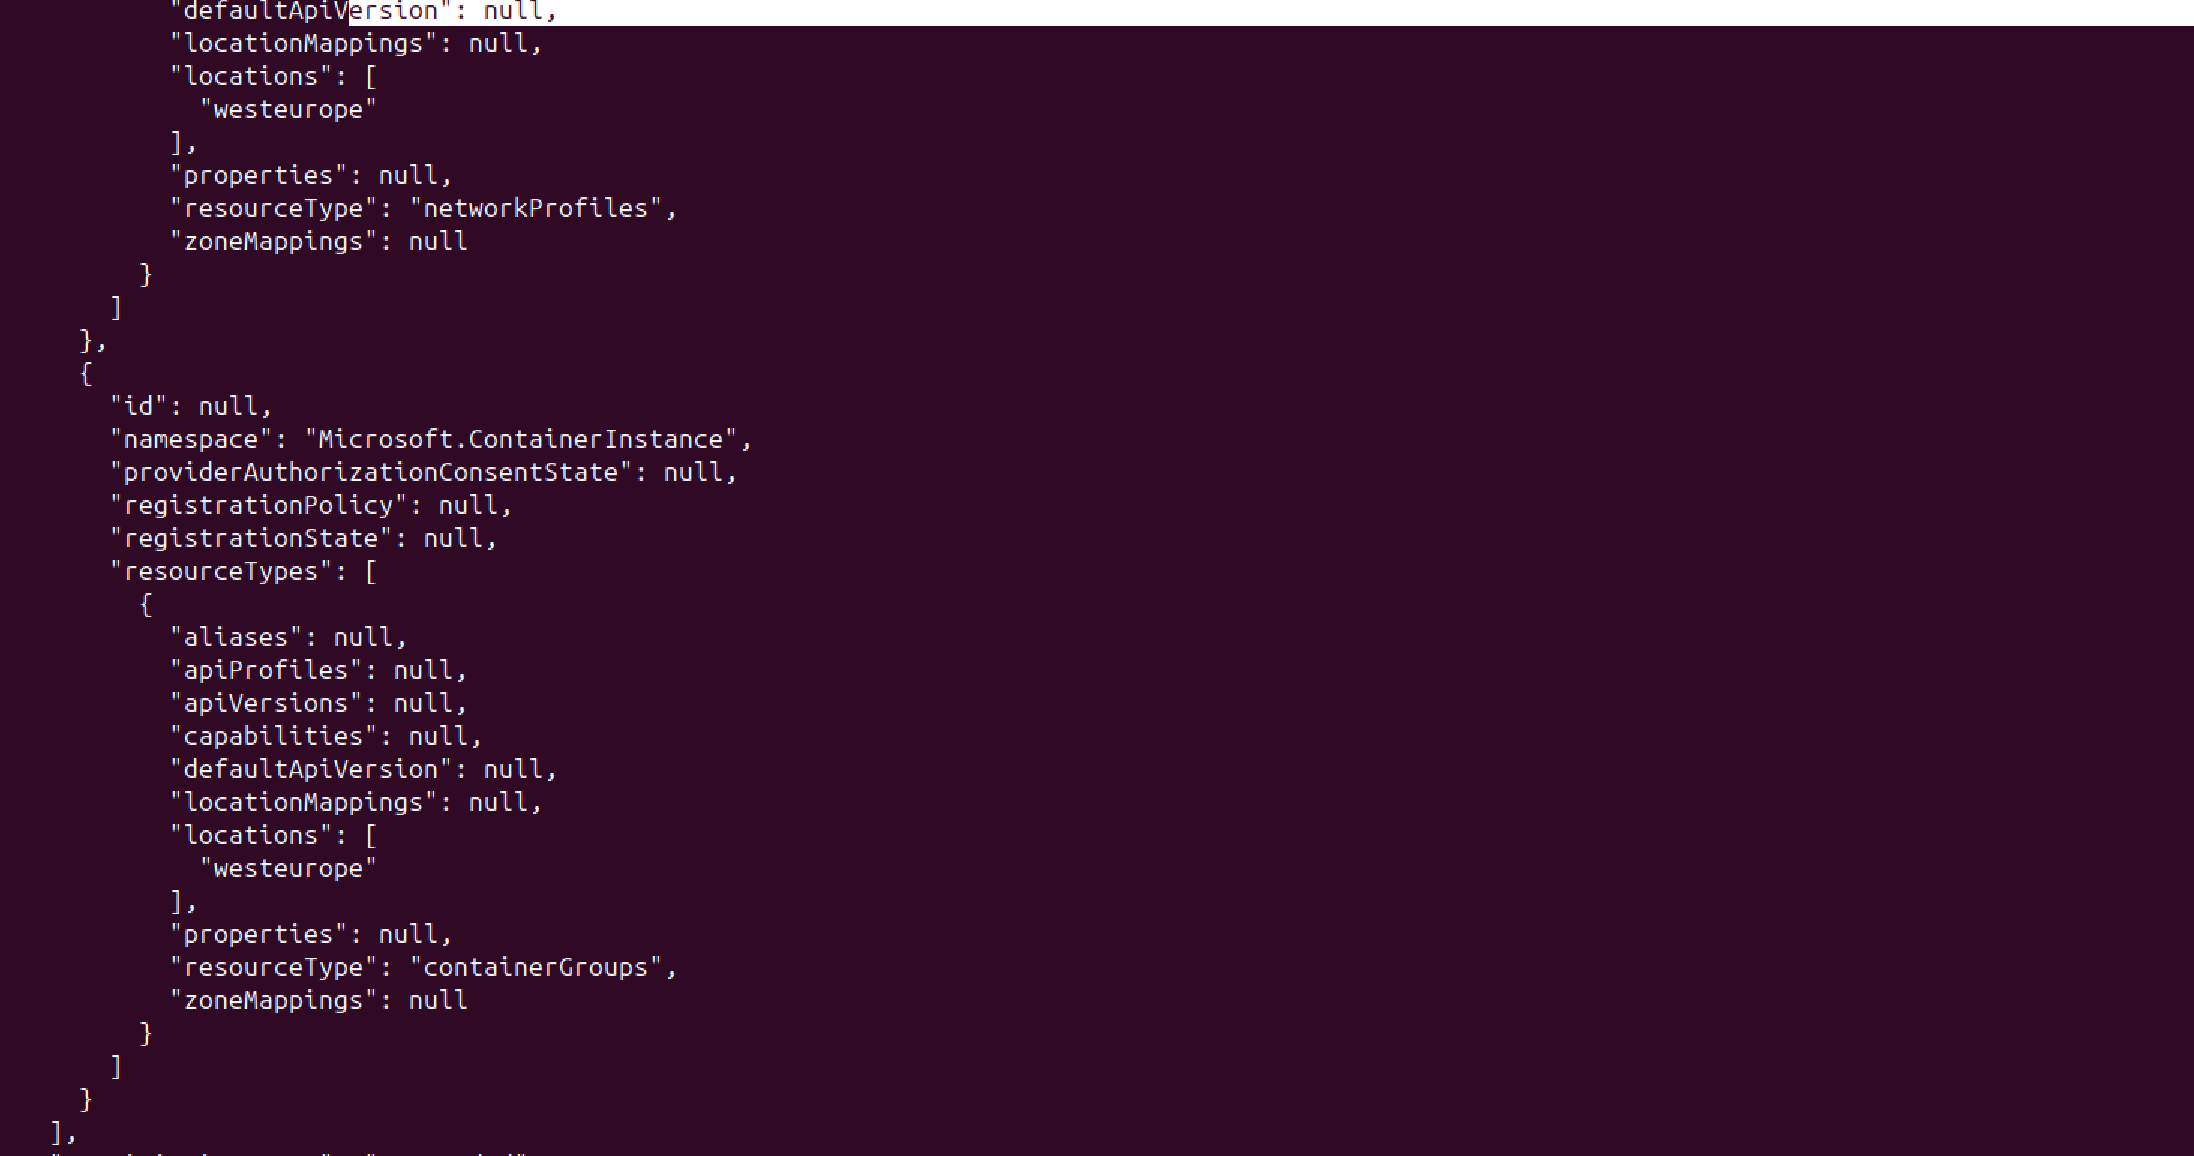 "defaultApiVersion": null,
"locationMappings": null,
"locations": [
"westeurope"
],
"properties": null,
"resourceType": "networkProfiles",
"zoneMappings": null
}
]
},
{
"id": null,
"namespace": "Microsoft.ContainerInstance",
"providerAuthorizationConsentState": null,
"registrationPolicy": null,
"registrationState": null,
"resourceTypes": [
{
"aliases": null,
"apiProfiles": null,
"apiVersions": null,
"capabilities": null,
"defaultApiVersion": null,
"locationMappings": null,
"locations": [
"westeurope"
],
"properties": null,
"resourceType": "containerGroups",
"zoneMappings": null
}
]
}
],